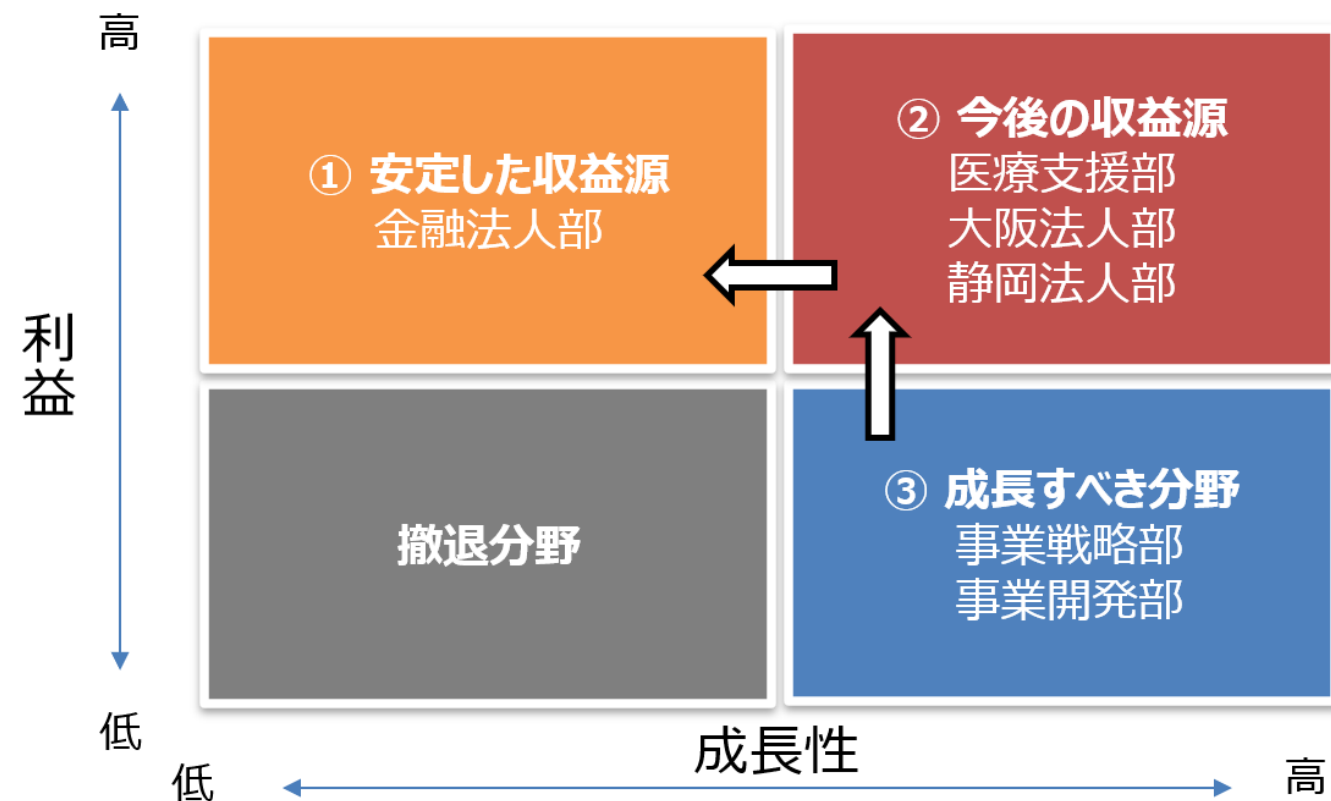 高
① 安定した収益源
金融法人部
② 今後の収益源
医療支援部
大阪法人部
静岡法人部
利益
撤退分野
③ 成長すべき分野
事業戦略部
事業開発部
低
低
成長性
高